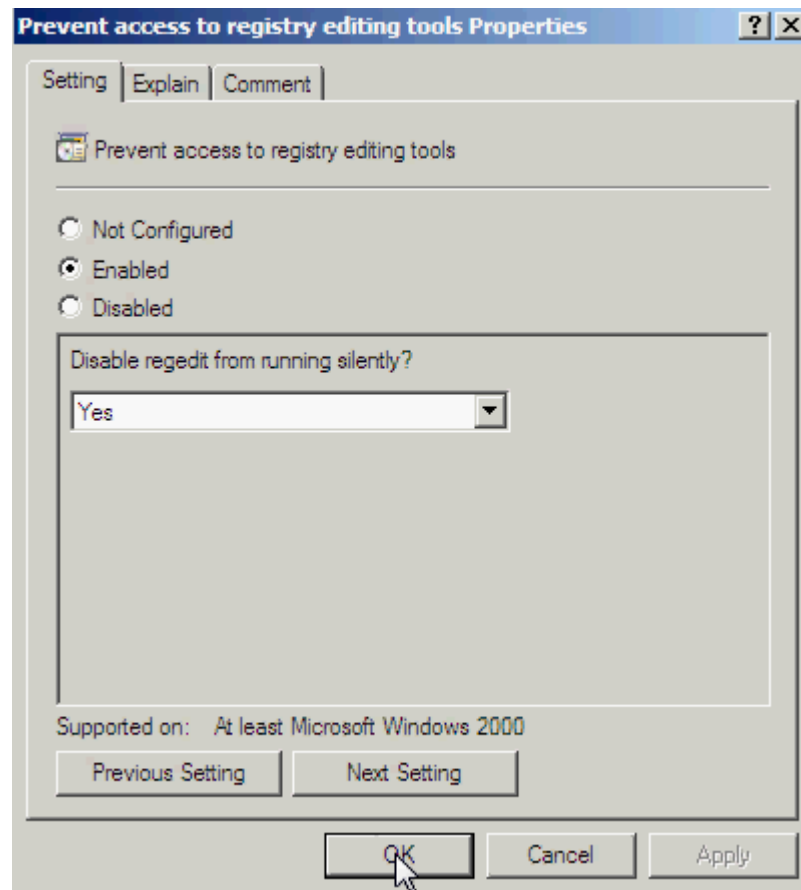 Prevent access to registry editing tools Properties
Setting Explain Comment
Prevent access to registry editing tools
Not Configured
Enabled
Disabled
Disable regedit from running silently?
Yes
Supported on: At least Microsoft Windows 2000
Previous Setting Next Setting
OK Cancel Apply